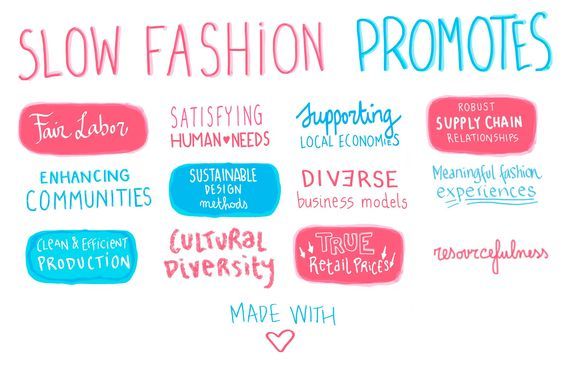 SLOW FASHION PROMOTES
Fair Labor
SATISFYING
HUMAN♥NEEDS
Supporting
LOCAL ECONOMIES
ROBUST
SUPPLY CHAIN
RELATIONSHIPS
ENHANCING
COMMUNITIES
SUSTAINABLE
DESIGN
methods
DIVERSE
business models
Meaningful fashion
experiences
CLEAN & EFFICIENT
PRODUCTION
CULTURAL
Diversity
TRUE
Retail PRICES
resourcefulness
MADE WITH
♡